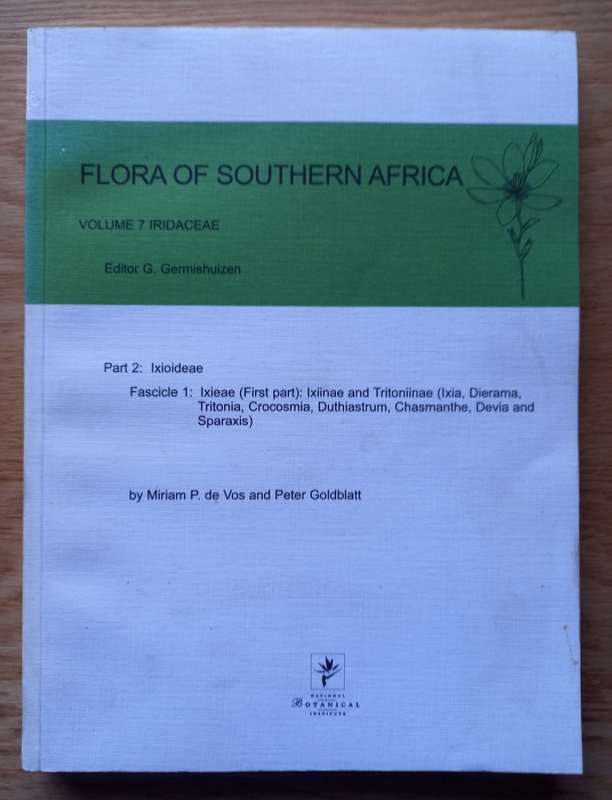 FLORA OF SOUTHERN AFRICA
VOLUME 7 IRIDACEAE
Editor G. Germishuizen
Part 2: Ixioideae
Fascicle 1: Ixieae (First part): Ixiinae and Tritoniinae (Ixia, Dierama,
Tritonia, Crocosmia, Duthiastrum, Chasmanthe, Devia and
Sparaxis)
by Miriam P. de Vos and Peter Goldblatt
NATIONAL
BOTANICAL
INSTITUTE